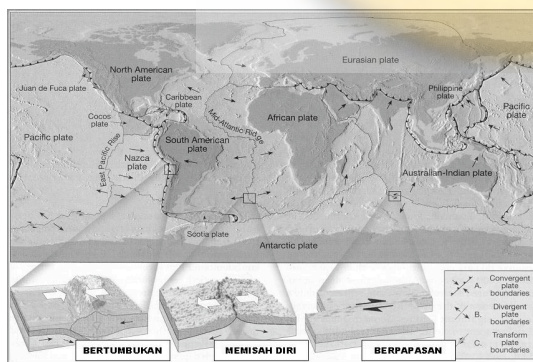 Eurasian plate
North American
plate
Juan de Fuca plate
Caribbean
plate
Philippine
plate
Pacific
plate
Cocos
plate
Mid-Atlantic Ridge
African plate
Pacific plate
East Pacific Rise
Nazca
plate
South American
plate
Australian-Indian plate
Scotia plate
Antarctic plate
A. Convergent
plate
boundaries
B. Divergent
plate
boundaries
C. Transform
plate
boundaries
BERTUMBUKAN
MEMISAH DIRI
BERPAPASAN